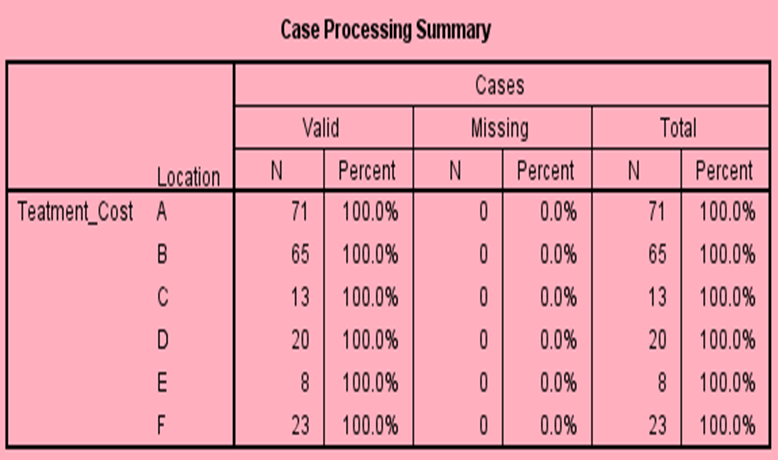 Case Processing Summary
Cases
Valid Missing Total
Location N Percent N Percent N Percent
Teatment_Cost A 71 100.0% 0 0.0% 71 100.0%
B 65 100.0% 0 0.0% 65 100.0%
C 13 100.0% 0 0.0% 13 100.0%
D 20 100.0% 0 0.0% 20 100.0%
E 8 100.0% 0 0.0% 8 100.0%
F 23 100.0% 0 0.0% 23 100.0%